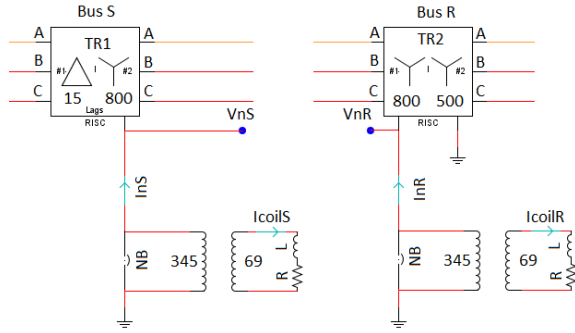 Bus S
Bus R
A TR1 A
B #1 I #2 B
C 15 800 C
Lags
RISC
VnS
InS
IcoilS
NB 345 69 L
R
A TR2 A
B #1 I #2 B
C 800 500 C
RISC
VnR
InR
IcoilR
NB 345 69 L
R